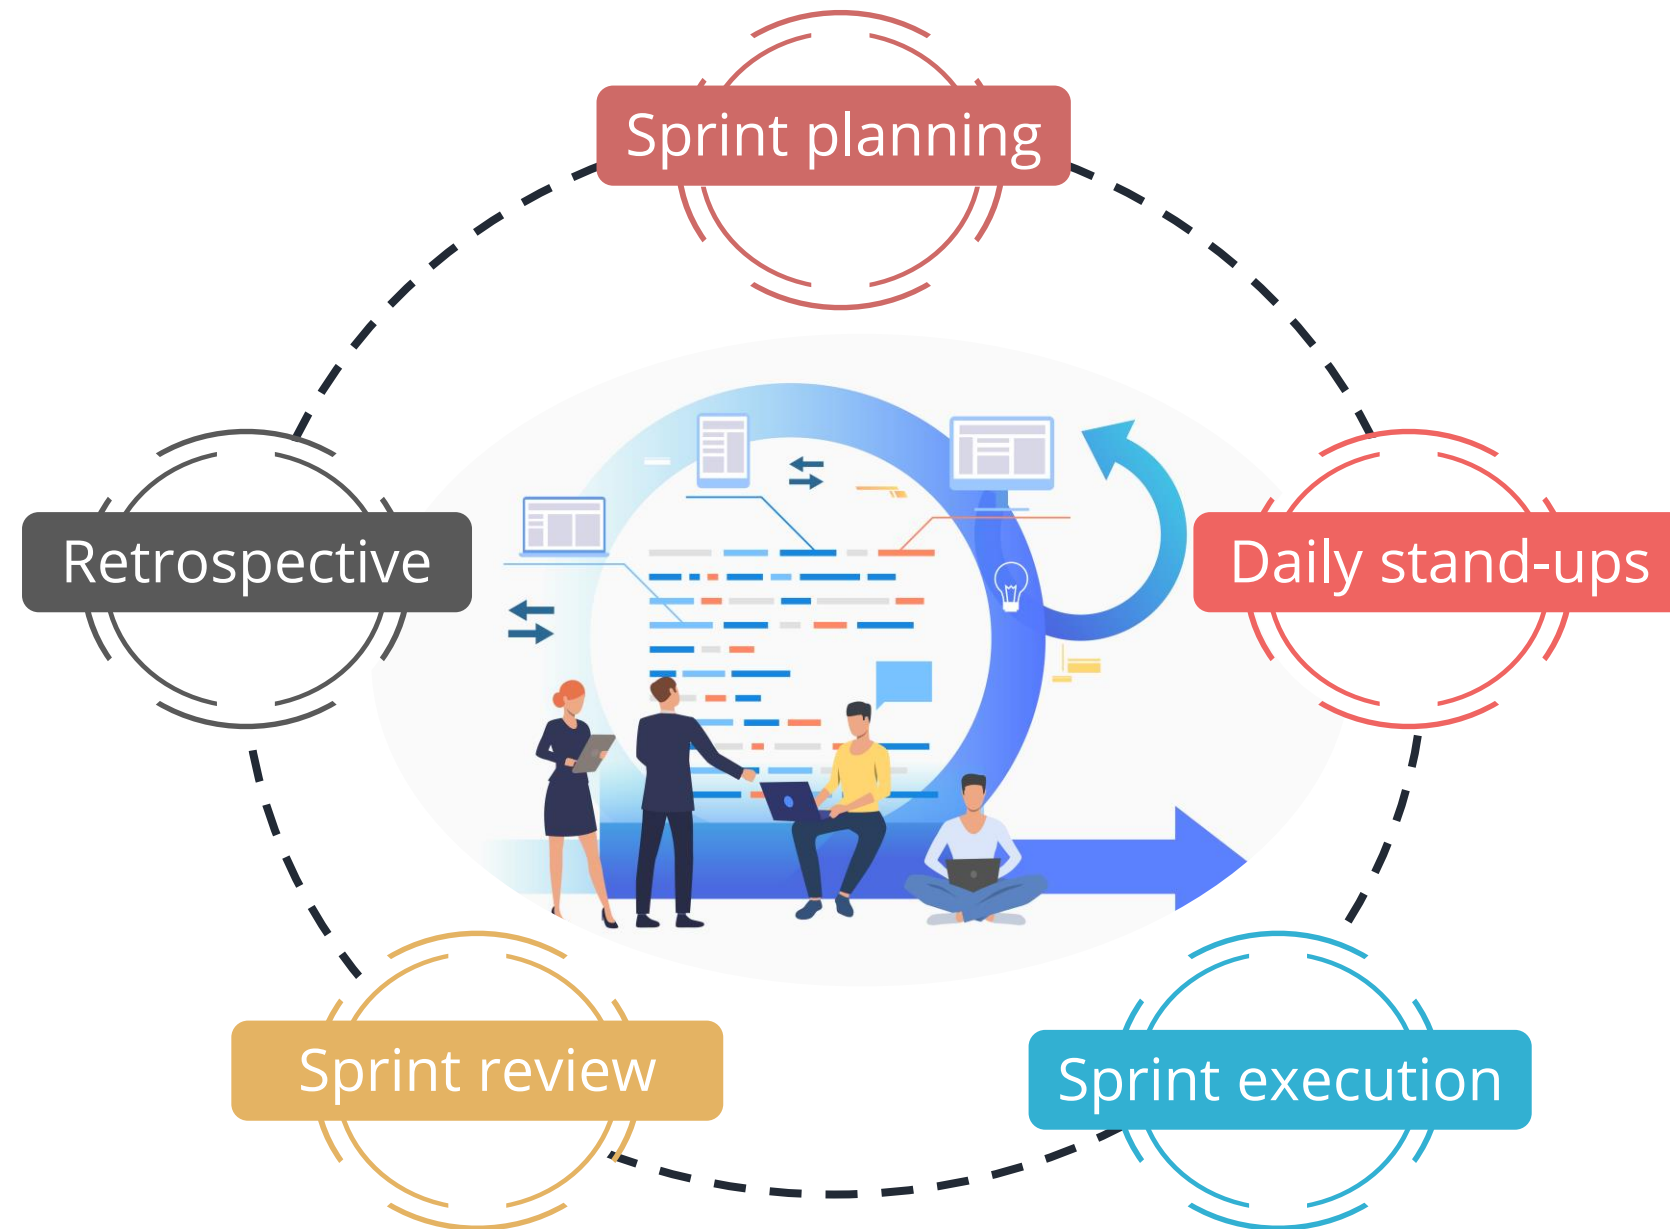 Sprint planning
Daily stand-ups
Sprint execution
Sprint review
Retrospective